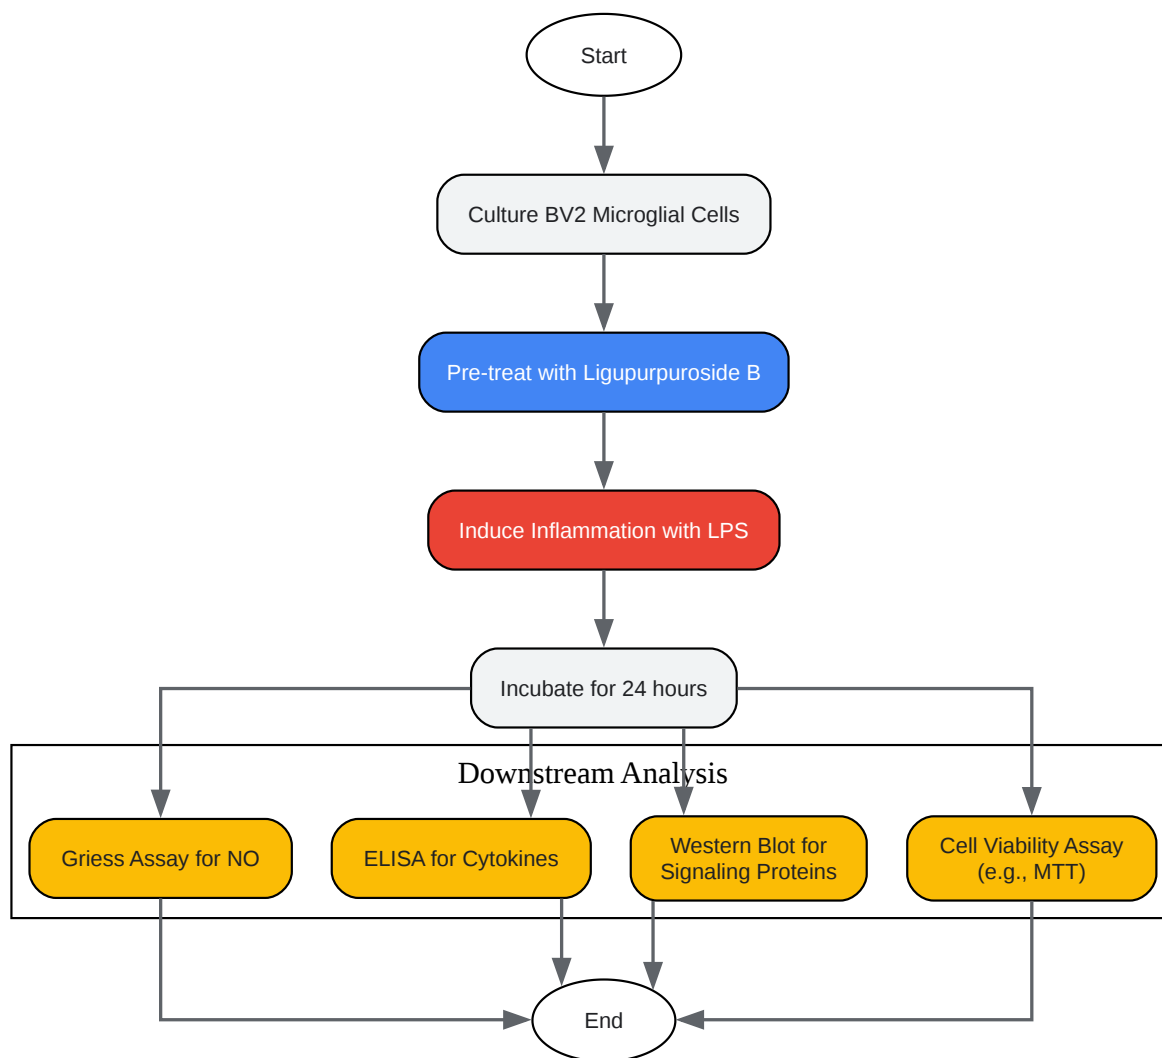 Start
Culture BV2 Microglial Cells
Pre-treat with Ligupurpuroside B
Induce Inflammation with LPS
Incubate for 24 hours
Downstream Analysis
Griess Assay for NO
ELISA for Cytokines
Western Blot for
Signaling Proteins
Cell Viability Assay
(e.g., MTT)
End